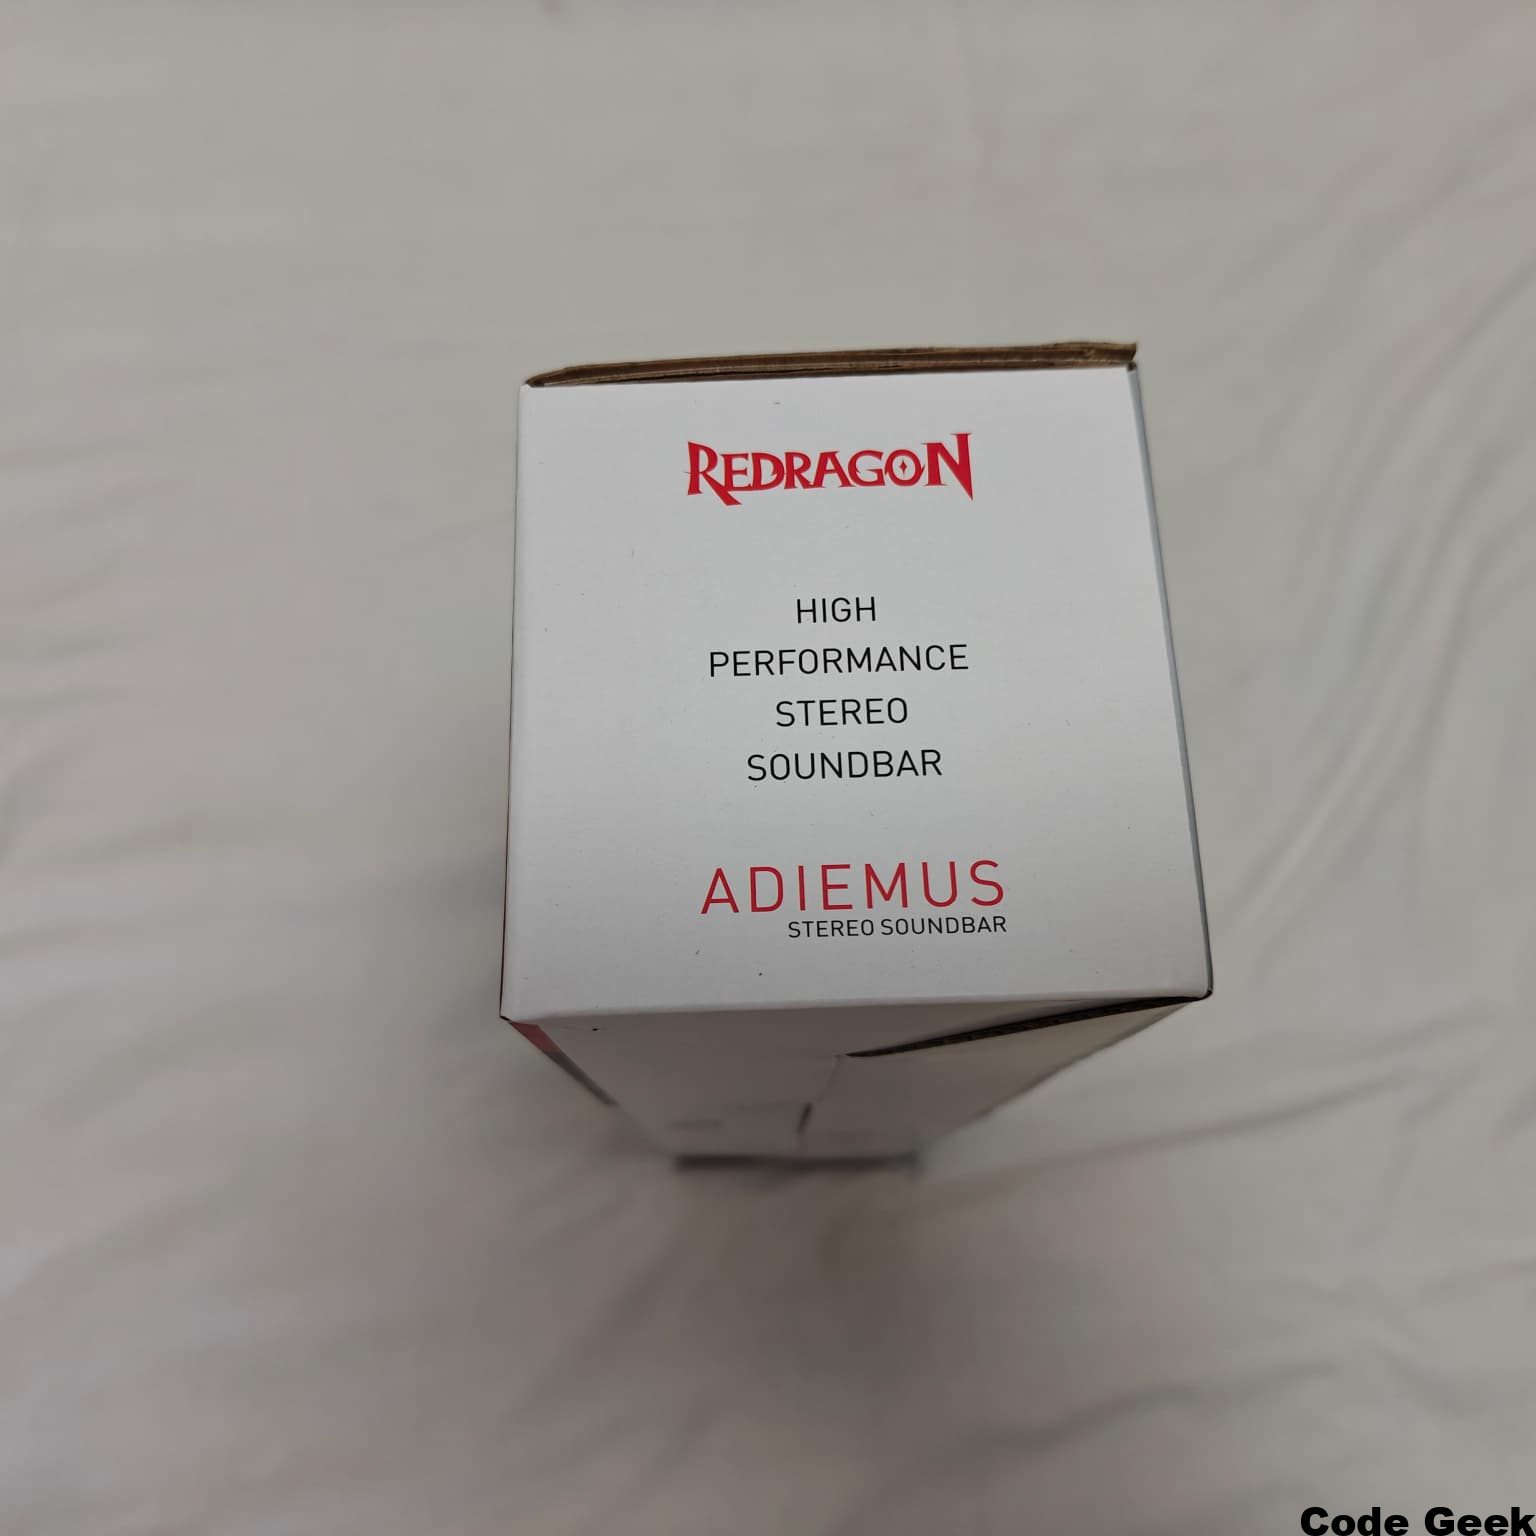 REDRAGON
HIGH
PERFORMANCE
STEREO
SOUNDBAR
ADIEMUS
STEREO SOUNDBAR
Code Geek